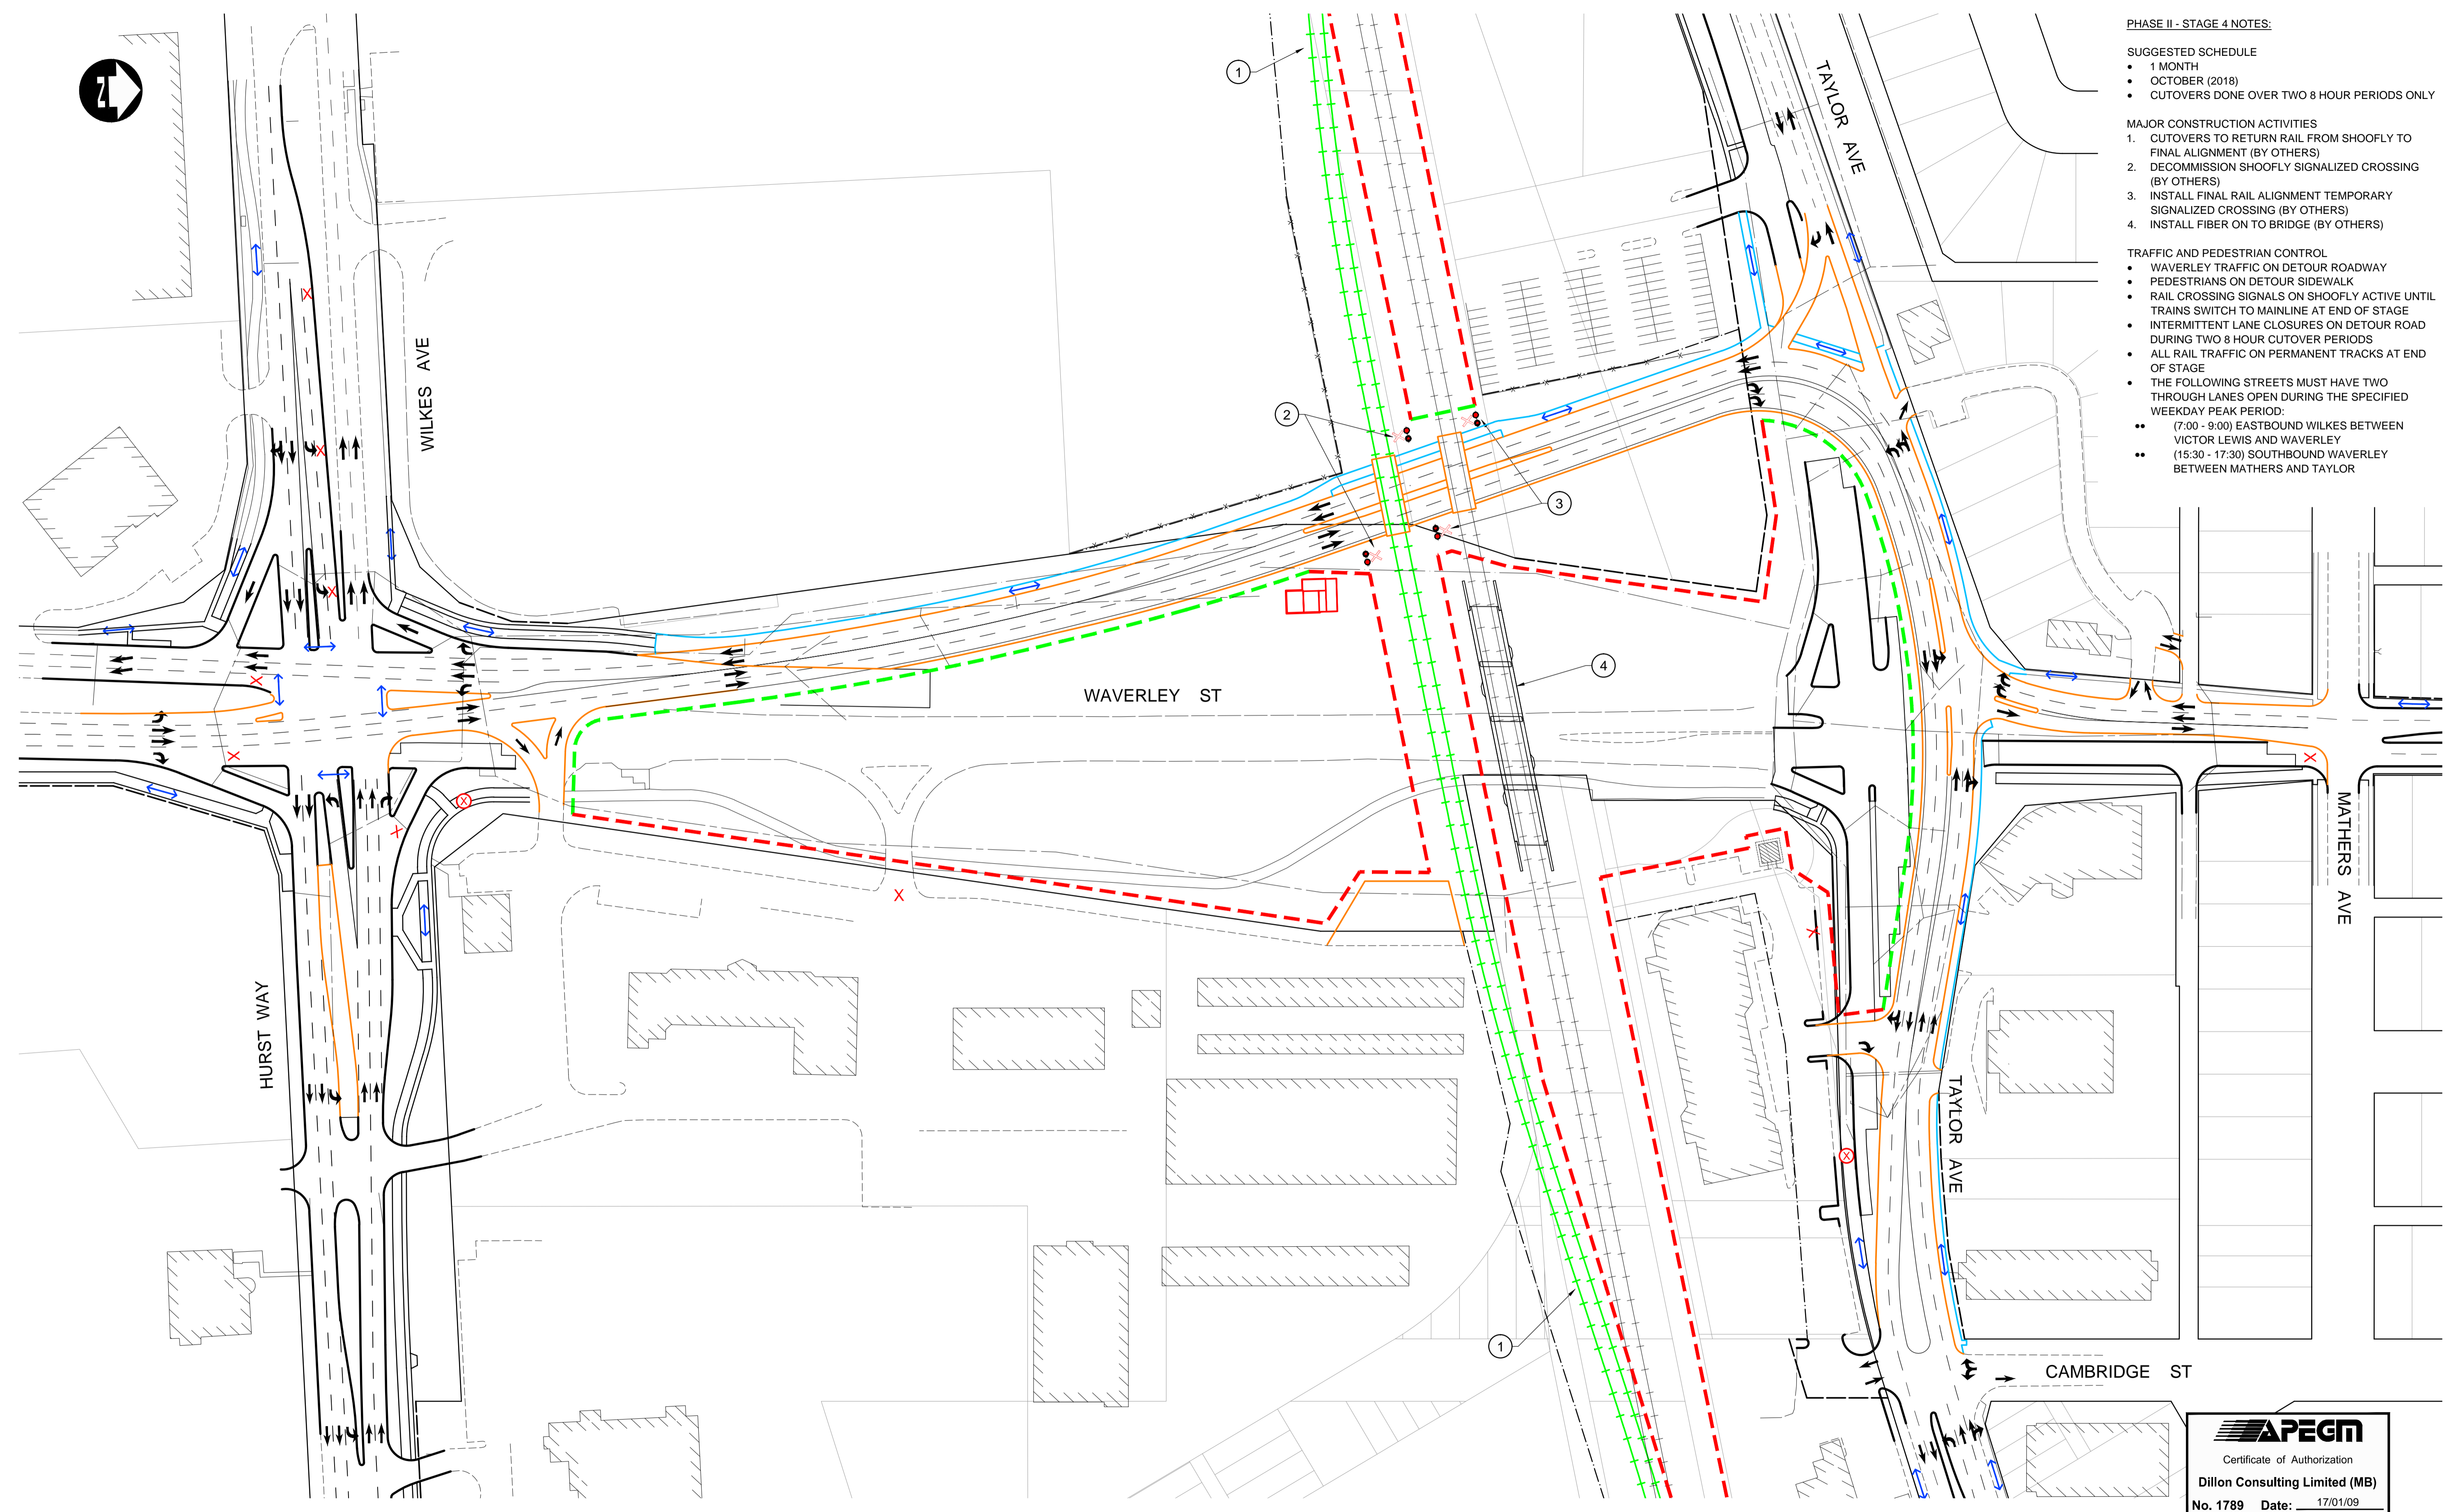 PHASE II - STAGE 4 NOTES:
SUGGESTED SCHEDULE
● 1 MONTH
● OCTOBER (2018)
● CUTOVERS DONE OVER TWO 8 HOUR PERIODS ONLY
MAJOR CONSTRUCTION ACTIVITIES
1. CUTOVERS TO RETURN RAIL FROM SHOOFLY TO
FINAL ALIGNMENT (BY OTHERS)
2. DECOMMISSION SHOOFLY SIGNALIZED CROSSING
(BY OTHERS)
3. INSTALL FINAL RAIL ALIGNMENT TEMPORARY
SIGNALIZED CROSSING (BY OTHERS)
4. INSTALL FIBER ON TO BRIDGE (BY OTHERS)
TRAFFIC AND PEDESTRIAN CONTROL
● WAVERLEY TRAFFIC ON DETOUR ROADWAY
● PEDESTRIANS ON DETOUR SIDEWALK
● RAIL CROSSING SIGNALS ON SHOOFLY ACTIVE UNTIL
TRAINS SWITCH TO MAINLINE AT END OF STAGE
● INTERMITTENT LANE CLOSURES ON DETOUR ROAD
DURING TWO 8 HOUR CUTOVER PERIODS
● ALL RAIL TRAFFIC ON PERMANENT TRACKS AT END
OF STAGE
● THE FOLLOWING STREETS MUST HAVE TWO
THROUGH LANES OPEN DURING THE SPECIFIED
WEEKDAY PEAK PERIOD:
●● (7:00 - 9:00) EASTBOUND WILKES BETWEEN
VICTOR LEWIS AND WAVERLEY
●● (15:30 - 17:30) SOUTHBOUND WAVERLEY
BETWEEN MATHERS AND TAYLOR
N
1
TAYLOR AVE
WILKES AVE
2
3
4
WAVERLEY ST
MATHERS AVE
HURST WAY
TAYLOR AVE
1
CAMBRIDGE ST
APEGM
Certificate of Authorization
Dillon Consulting Limited (MB)
No. 1789 Date: 17/01/09